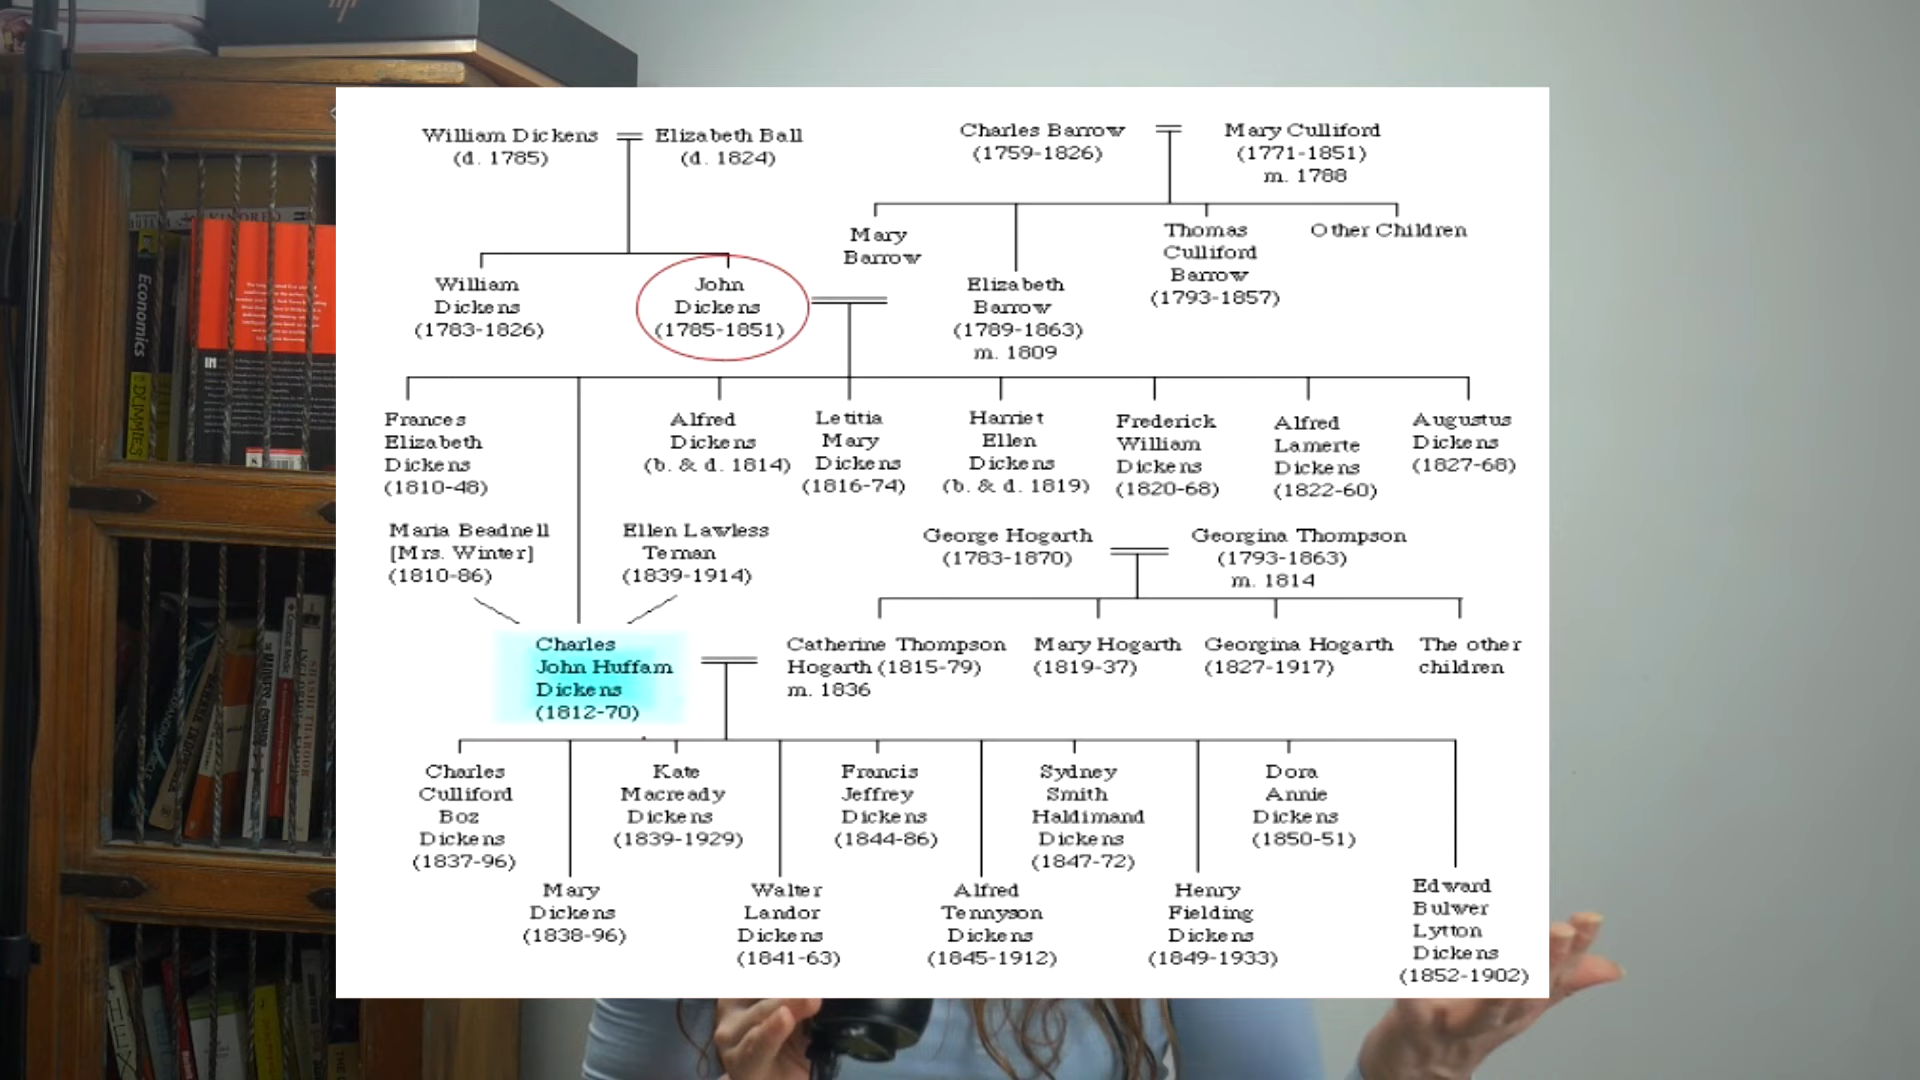 William Dickens
(d. 1785)
Elizabeth Ball
(d. 1824)
Charles Barrow
(1759-1826)
Mary Culliford
(1771-1851)
m. 1788
Mary
Barrow
Thomas
Culliford
Barrow
(1793-1857)
Other Children
William
Dickens
(1783-1826)
John
Dickens
(1785-1851)
Elizabeth
Barrow
(1789-1863)
m. 1809
Frances
Elizabeth
Dickens
(1810-48)
Alfred
Dickens
(b. & d. 1814)
Letitia
Mary
Dickens
(1816-74)
Harriet
Ellen
Dickens
(b. & d. 1819)
Frederick
William
Dickens
(1820-68)
Alfred
Lamerte
Dickens
(1822-60)
Augustus
Dickens
(1827-68)
Maria Beadnell
[Mrs. Winter]
(1810-86)
Ellen Lawless
Ternan
(1839-1914)
George Hogarth
(1783-1870)
Georgina Thompson
(1793-1863)
m. 1814
Charles
John Huffam
Dickens
(1812-70)
Catherine Thompson
Hogarth (1815-79)
m. 1836
Mary Hogarth
(1819-37)
Georgina Hogarth
(1827-1917)
The other
children
Charles
Culliford
Boz
Dickens
(1837-96)
Kate
Macready
Dickens
(1839-1929)
Francis
Jeffrey
Dickens
(1844-86)
Sydney
Smith
Haldimand
Dickens
(1847-72)
Dora
Annie
Dickens
(1850-51)
Mary
Dickens
(1838-96)
Walter
Landor
Dickens
(1841-63)
Alfred
Tennyson
Dickens
(1845-1912)
Henry
Fielding
Dickens
(1849-1933)
Edward
Bulwer
Lytton
Dickens
(1852-1902)
Economics
DUMMIES